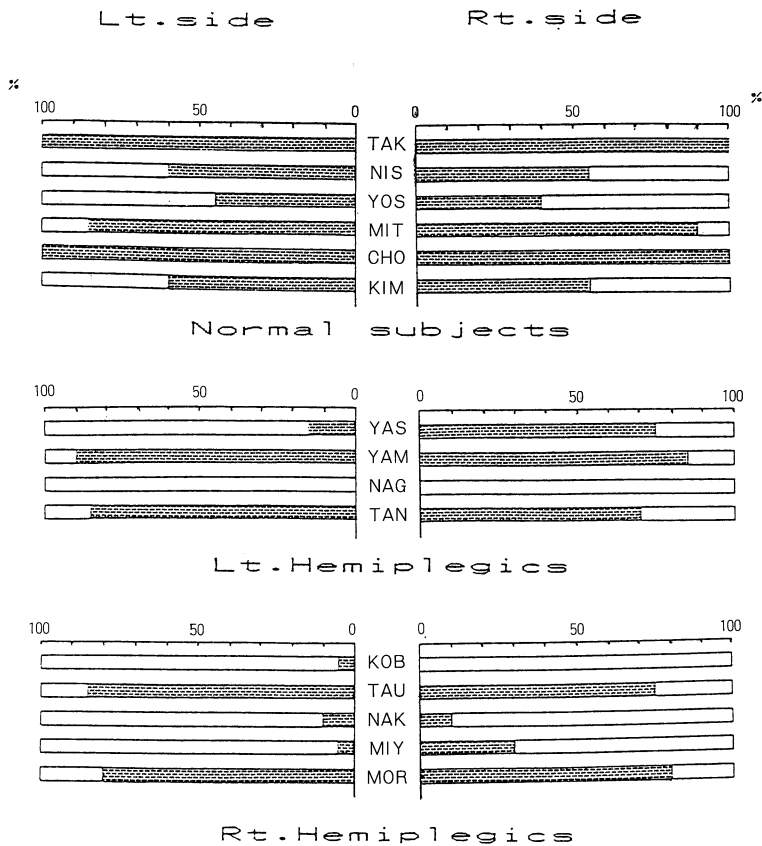 Lt.side Rt.side
% %
100 50 0 0 50 100
TAK
NIS
YOS
MIT
CHO
KIM
Normal subjects
100 50 0 0 50 100
YAS
YAM
NAG
TAN
Lt.Hemiplegics
100 50 0 0 50 100
KOB
TAU
NAK
MIY
MOR
Rt.Hemiplegics